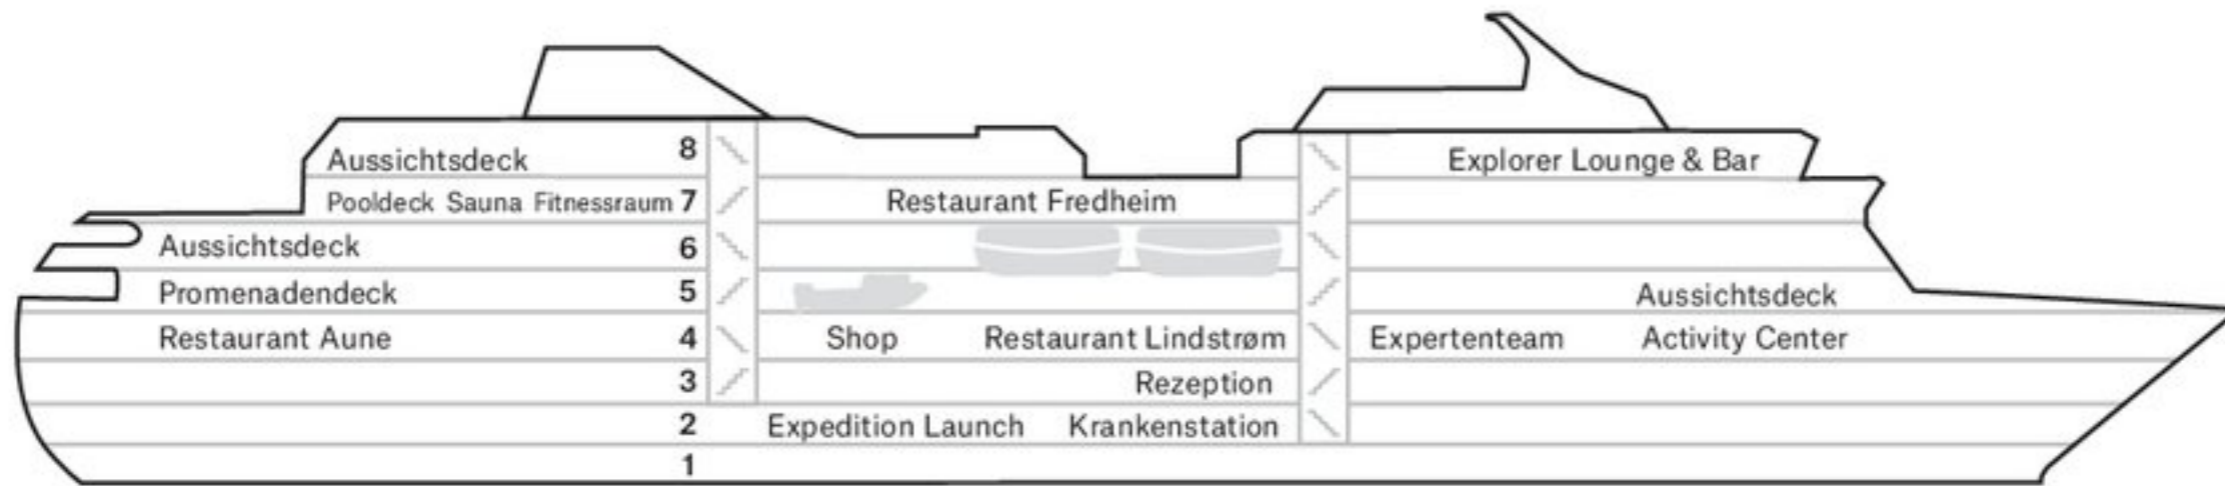 Aussichtsdeck 8 Explorer Lounge & Bar
Pooldeck Sauna Fitnessraum 7 Restaurant Fredheim
Aussichtsdeck 6
Promenadendeck 5 Aussichtsdeck
Restaurant Aune 4 Shop Restaurant Lindstrøm Expertenteam Activity Center
3 Rezeption
2 Expedition Launch Krankenstation
1